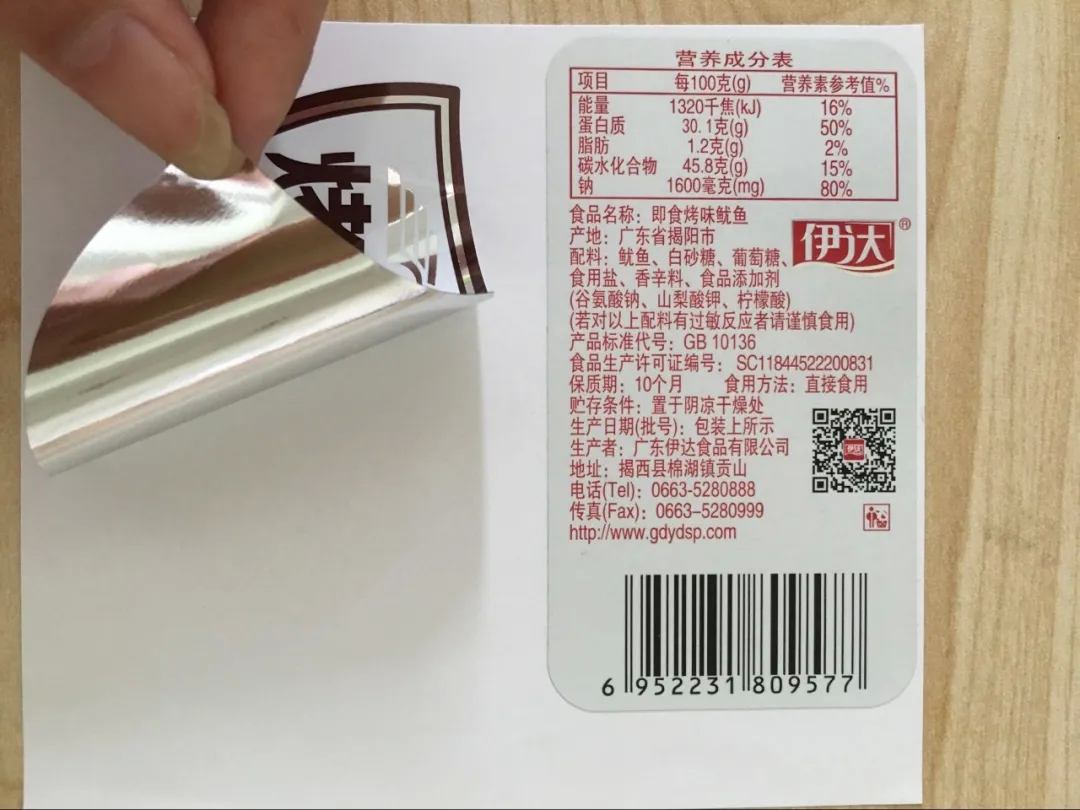 烤
营养成分表
项目 每100克(g) 营养素参考值%
能量 1320千焦(kJ) 16%
蛋白质 30.1克(g) 50%
脂肪 1.2克(g) 2%
碳水化合物 45.8克(g) 15%
钠 1600毫克(mg) 80%
食品名称：即食烤味鱿鱼
产地：广东省揭阳市
伊达®
配料：鱿鱼、白砂糖、葡萄糖、
食用盐、香辛料、食品添加剂
(谷氨酸钠、山梨酸钾、柠檬酸)
(若对以上配料有过敏反应者请谨慎食用)
产品标准代号：GB 10136
食品生产许可证编号：SC11844522200831
保质期：10个月 食用方法：直接食用
贮存条件：置于阴凉干燥处
生产日期(批号)：包装上所示
生产者：广东伊达食品有限公司
伊达
地址：揭西县棉湖镇贡山
电话(Tel)：0663-5280888
传真(Fax)：0663-5280999
http://www.gdydsp.com
6 952231 809577